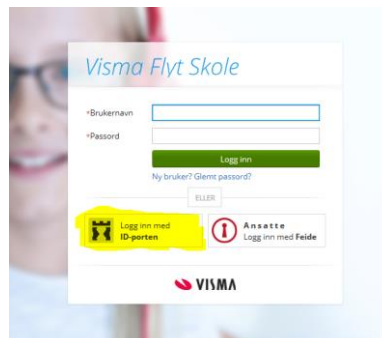 Visma Flyt Skole
*Brukernavn
*Passord
Logg inn
Ny bruker? Glemt passord?
ELLER
Logg inn med
ID-porten
Ansatte
Logg inn med Feide
VISMA